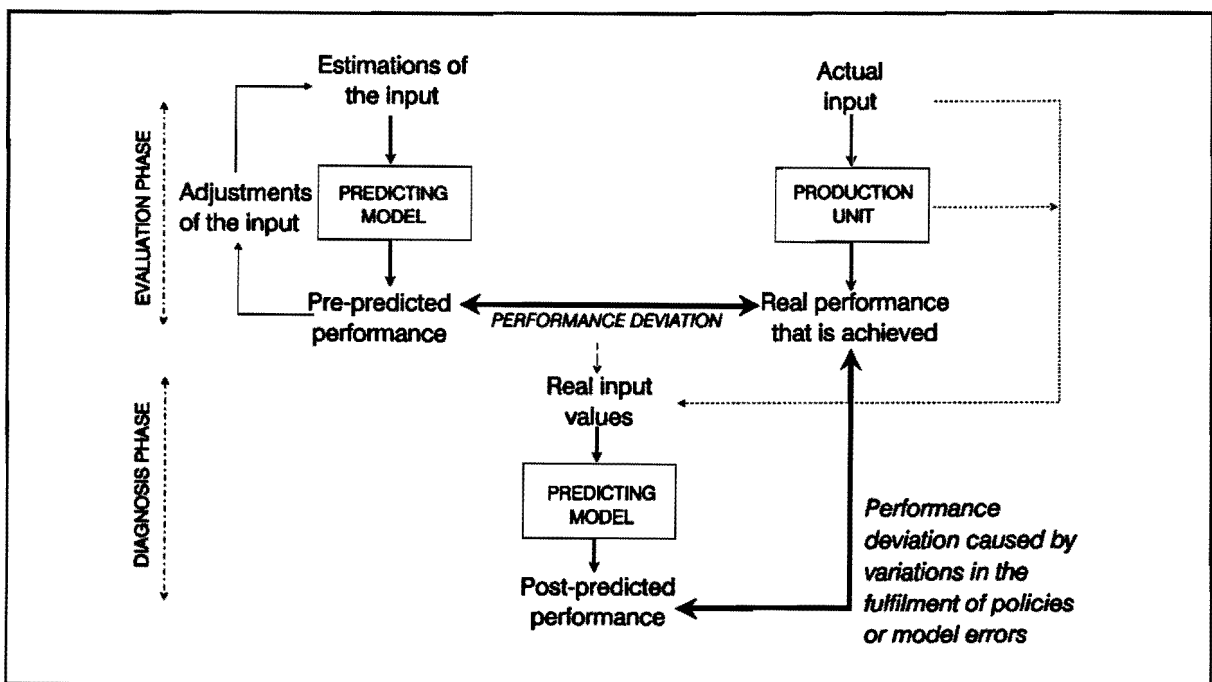 EVALUATION PHASE
Estimations of
the input
Adjustments
of the input
PREDICTING
MODEL
Pre-predicted
performance
PERFORMANCE DEVIATION
Actual
input
PRODUCTION
UNIT
Real performance
that is achieved
DIAGNOSIS PHASE
Real input
values
PREDICTING
MODEL
Post-predicted
performance
Performance
deviation caused by
variations in the
fulfilment of policies
or model errors